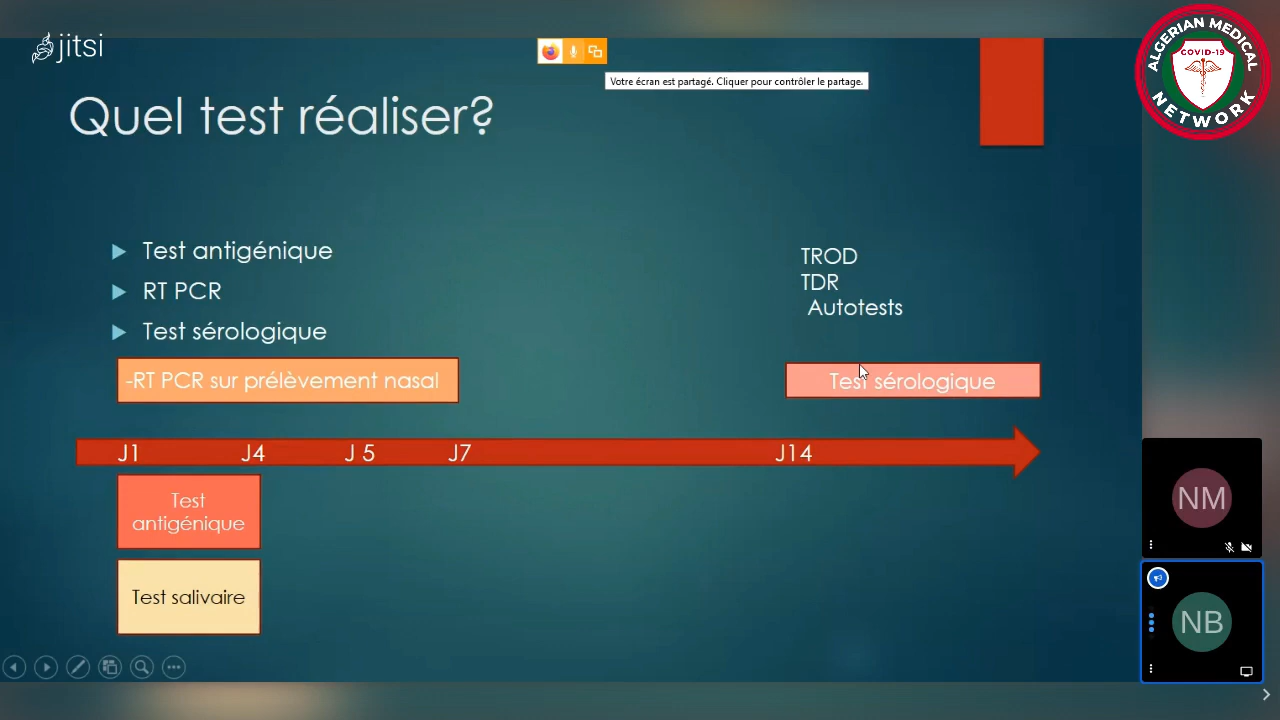 jitsi
Votre écran est partagé. Cliquer pour contrôler le partage.
ALGERIAN MEDICAL
COVID-19
NETWORK
Quel test réaliser?
Test antigénique
RT PCR
Test sérologique
TROD
TDR
Autotests
-RT PCR sur prélèvement nasal
Test sérologique
J1 J4 J 5 J7 J14
Test
antigénique
Test salivaire
NM
NB